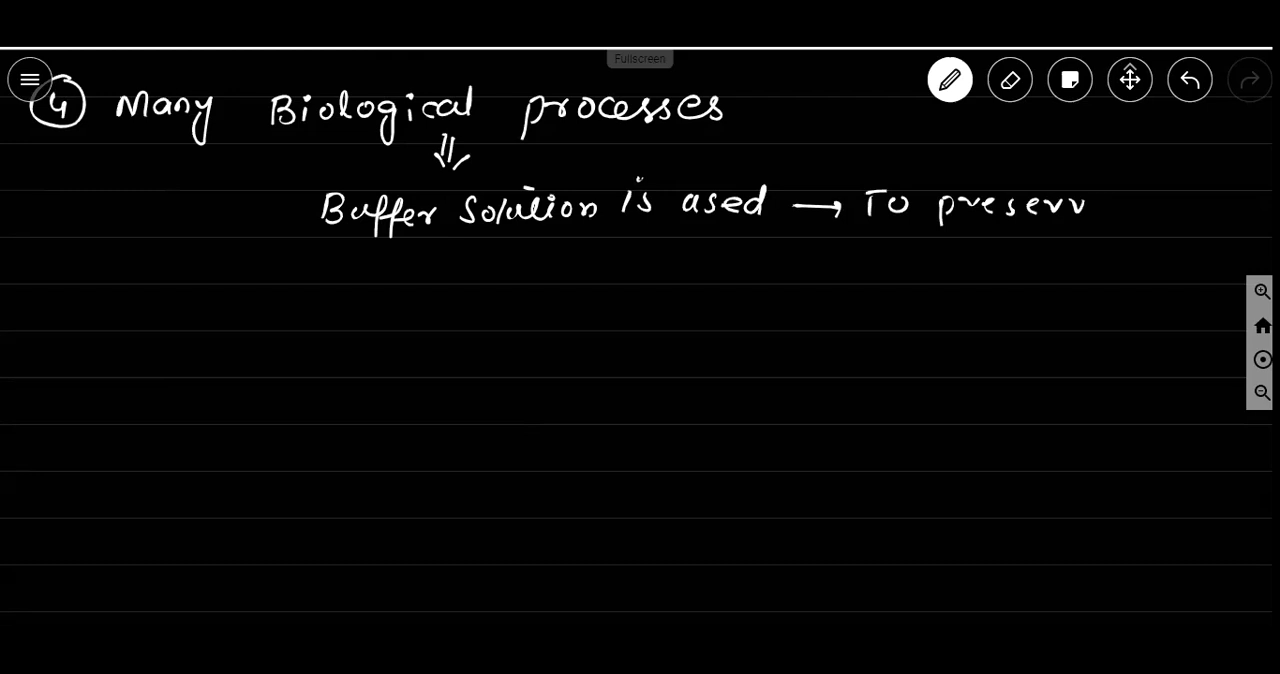 Fullscreen
4 Many Biological processes
⇓
Buffer Solution is used → To preserv